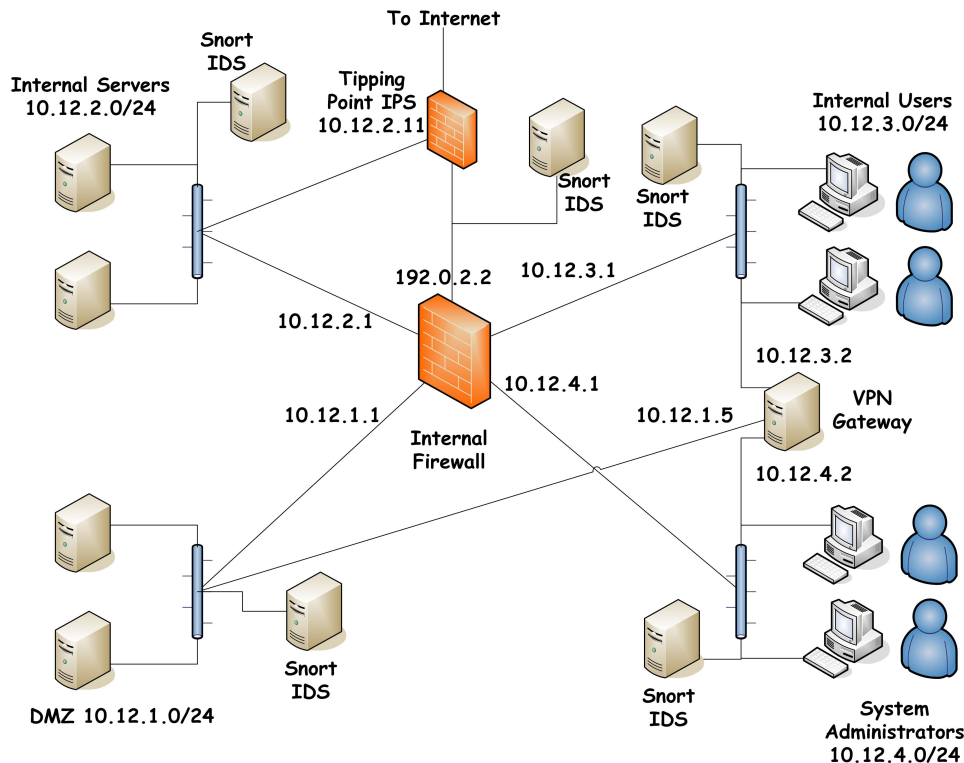 To Internet
Snort
IDS
Internal Servers
10.12.2.0/24
Tipping
Point IPS
10.12.2.11
Snort
IDS
Snort
IDS
Internal Users
10.12.3.0/24
192.0.2.2
10.12.3.1
10.12.2.1
10.12.3.2
10.12.4.1
10.12.1.1
10.12.1.5
VPN
Gateway
Internal
Firewall
10.12.4.2
Snort
IDS
Snort
IDS
DMZ 10.12.1.0/24
System
Administrators
10.12.4.0/24